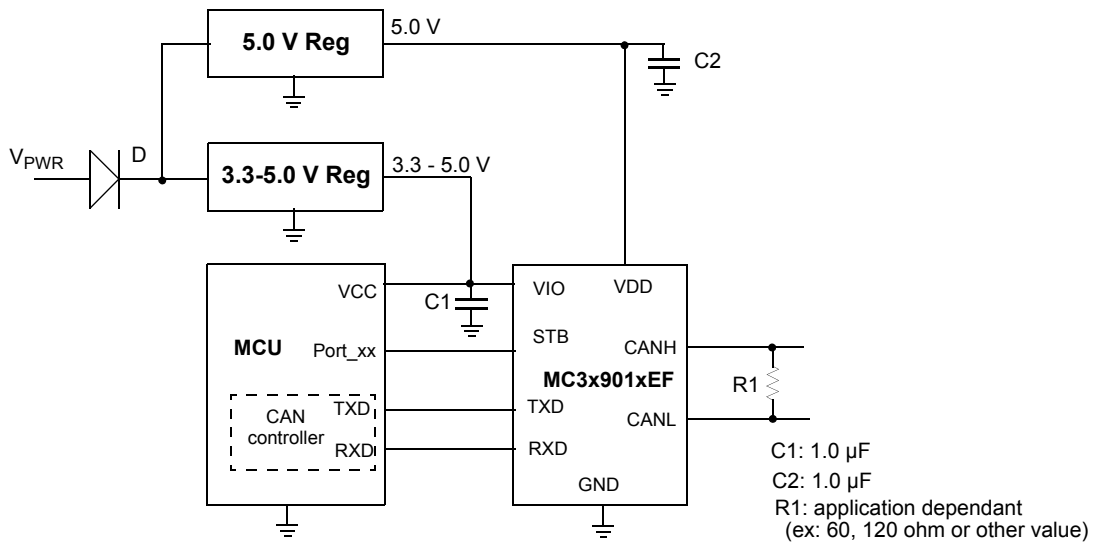 5.0 V Reg
5.0 V
C2
VPWR
D
3.3-5.0 V Reg
3.3 - 5.0 V
VCC
C1
VIO
VDD
MCU
Port_xx
STB
CANH
MC3x901xEF
R1
CAN
controller
TXD
TXD
CANL
RXD
RXD
GND
C1: 1.0 µF
C2: 1.0 µF
R1: application dependant
(ex: 60, 120 ohm or other value)